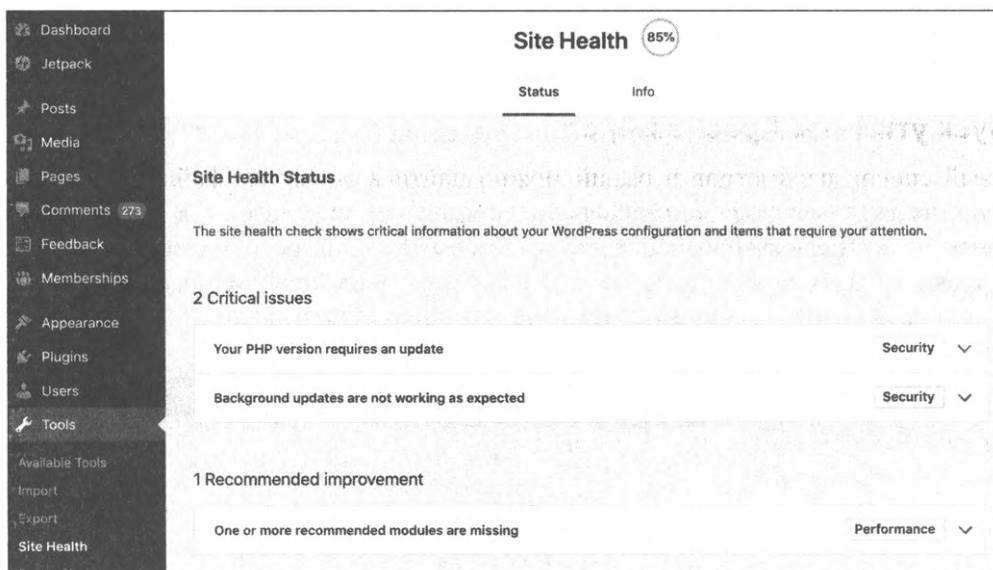 Dashboard
Jetpack
Posts
Media
Pages
Comments 273
Feedback
Memberships
Appearance
Plugins
Users
Tools
Available Tools
Import
Export
Site Health
Site Health 85%
Status Info
Site Health Status
The site health check shows critical information about your WordPress configuration and items that require your attention.
2 Critical issues
Your PHP version requires an update Security
Background updates are not working as expected Security
1 Recommended improvement
One or more recommended modules are missing Performance